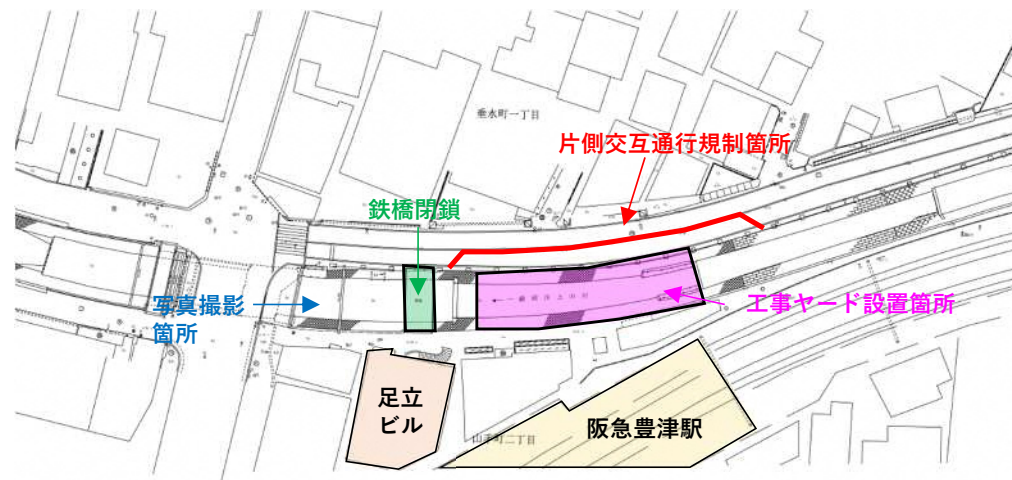 垂水町一丁目
片側交互通行規制箇所
鉄橋閉鎖
写真撮影
箇所
工事ヤード設置箇所
足立
ビル
阪急豊津駅
山手町二丁目